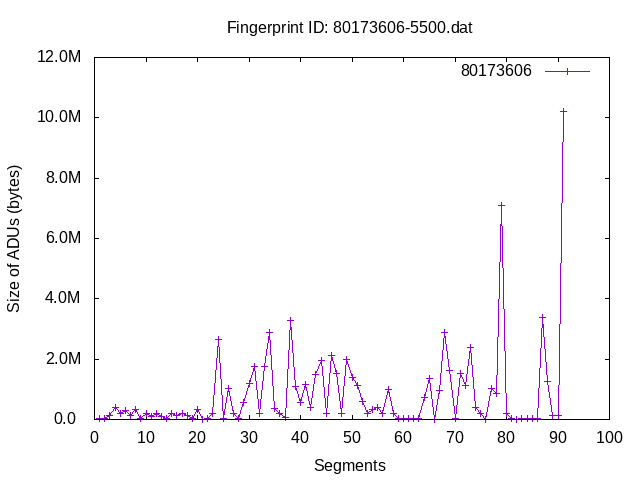 Fingerprint ID: 80173606-5500.dat
12.0M
80173606
10.0M
8.0M
6.0M
4.0M
2.0M
0.0
Size of ADUs (bytes)
0 10 20 30 40 50 60 70 80 90 100
Segments